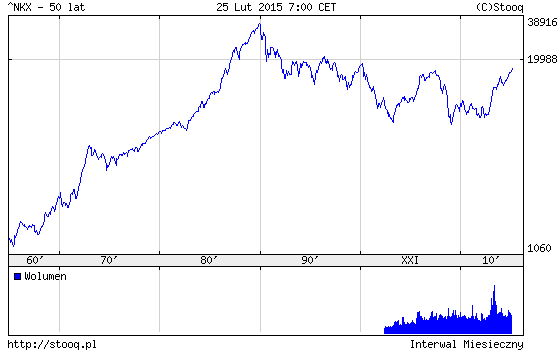 ^NKX - 50 lat 25 Lut 2015 7:00 CET (C)Stooq
38916
19988
1060
60' 70' 80' 90' XXI 10'
Wolumen
http://stooq.pl Interwał Miesieczny